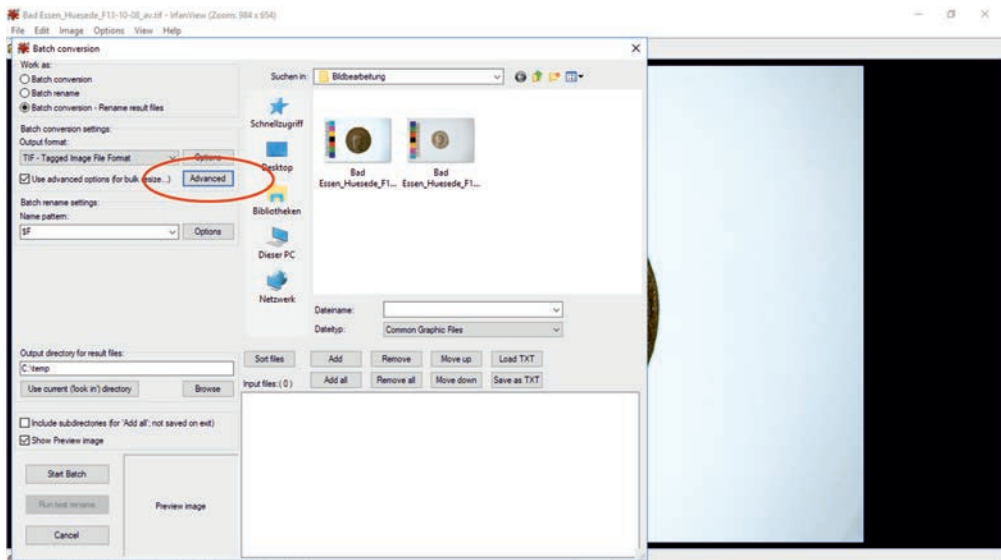 Bad Essen_Huesede_F13-10-08_av.tif - IrfanView (Zoom: 984 x 654)
File Edit Image Options View Help
Batch conversion
Work as:
Batch conversion
Batch rename
Batch conversion - Rename result files
Batch conversion settings:
Output format:
TIF - Tagged Image File Format
Options
Use advanced options (for bulk resize...)
Advanced
Batch rename settings:
Name pattern:
$F
Options
Output directory for result files:
C:\temp
Use current ('look in') directory
Browse
Include subdirectories (for 'Add all'; not saved on exit)
Show Preview image
Start Batch
Run test rename
Cancel
Preview image
Suchen in:
Bildbearbeitung
Schnellzugriff
Desktop
Bibliotheken
Dieser PC
Netzwerk
Bad
Essen_Huesede_F1...
Bad
Essen_Huesede_F1...
Dateiname:
Dateityp:
Common Graphic Files
Sort files
Add
Remove
Move up
Load TXT
Input files: ( 0 )
Add all
Remove all
Move down
Save as TXT